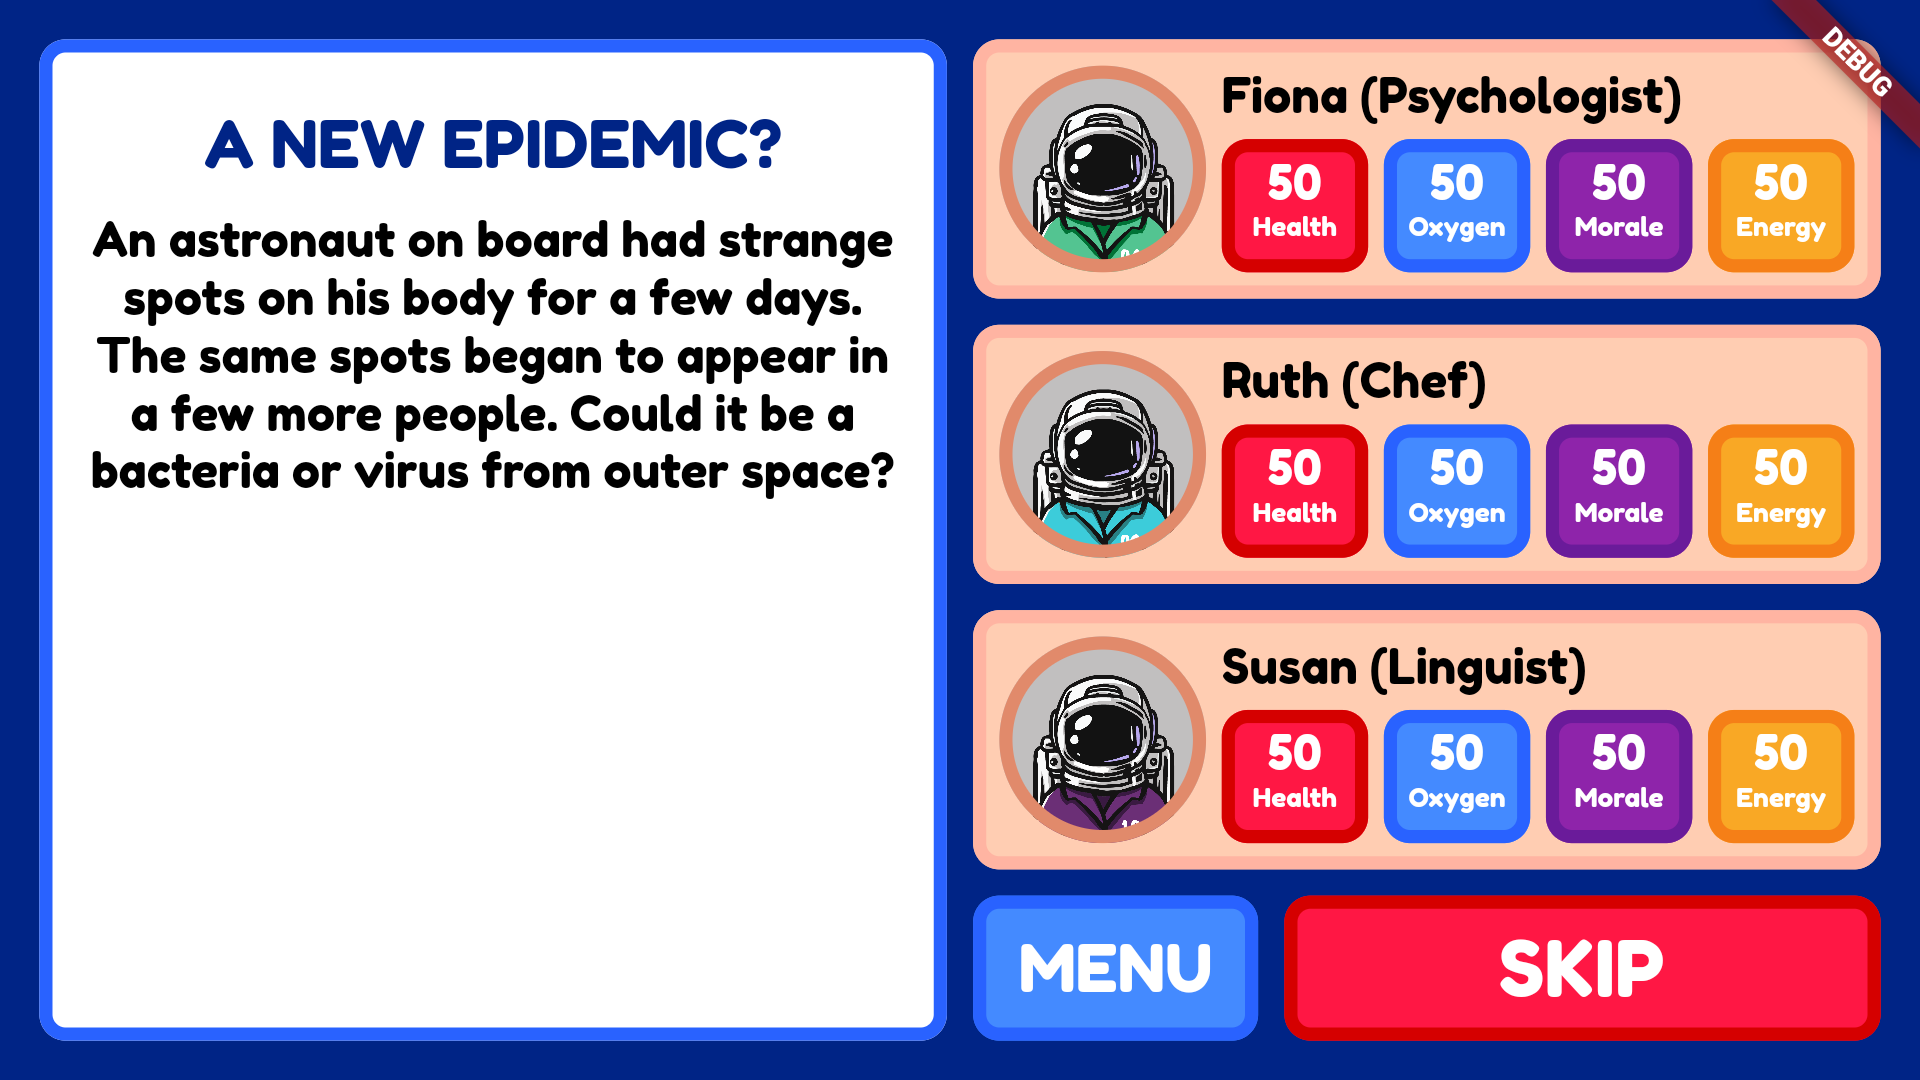 A NEW EPIDEMIC?
An astronaut on board had strange
spots on his body for a few days.
The same spots began to appear in
a few more people. Could it be a
bacteria or virus from outer space?
Fiona (Psychologist)
50 50 50 50
Health Oxygen Morale Energy
Ruth (Chef)
50 50 50 50
Health Oxygen Morale Energy
Susan (Linguist)
50 50 50 50
Health Oxygen Morale Energy
MENU
SKIP
DEBUG